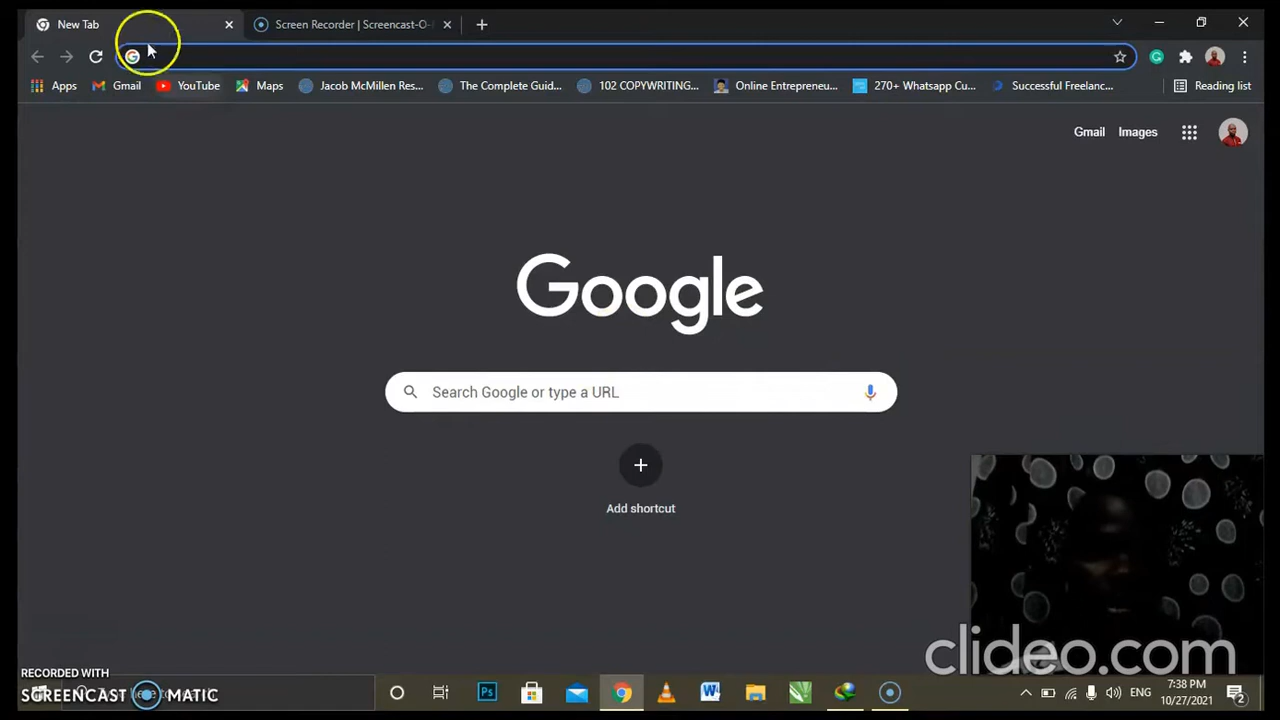 New Tab
Screen Recorder | Screencast-O-
Apps
Gmail
YouTube
Maps
Jacob McMillen Res...
The Complete Guid...
102 COPYWRITING...
Online Entrepreneu...
270+ Whatsapp Cu...
Successful Freelanc...
Reading list
Gmail
Images
Google
Search Google or type a URL
Add shortcut
clideo.com
RECORDED WITH
SCREENCAST MATIC
Ps
W
ENG
7:38 PM
10/27/2021
2